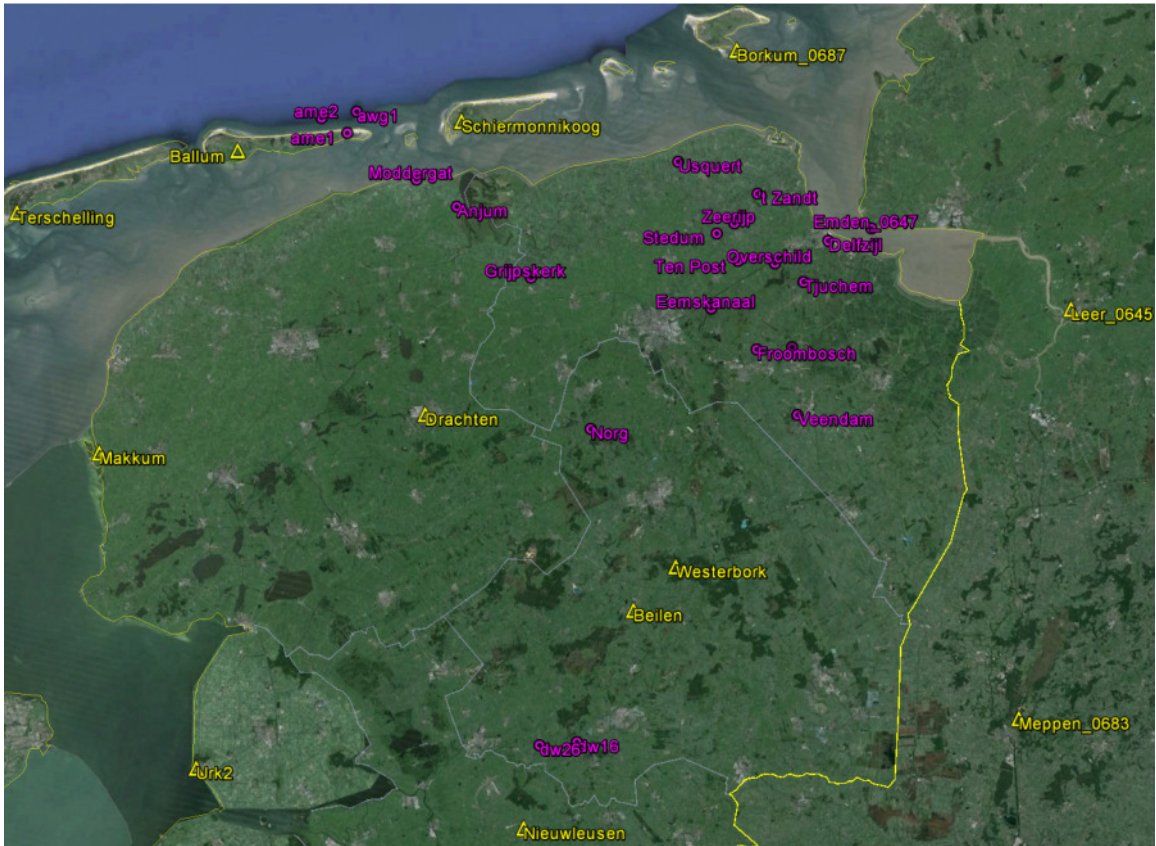 Borkum_0687
ame2
awg1
Schiermonnikoog
ame1
Ballum
Usquert
Moddergat
't Zandt
Anjum
Terschelling
Zeerijp
Emden_0647
Stedum
Delfzijl
Overschild
Ten Post
Grijpskerk
Tjuchem
Eemskanaal
Leer_0645
Froombosch
Drachten
Veendam
Norg
Makkum
Westerbork
Beilen
Meppen_0683
dw26
dw16
Urk2
Nieuwleusen